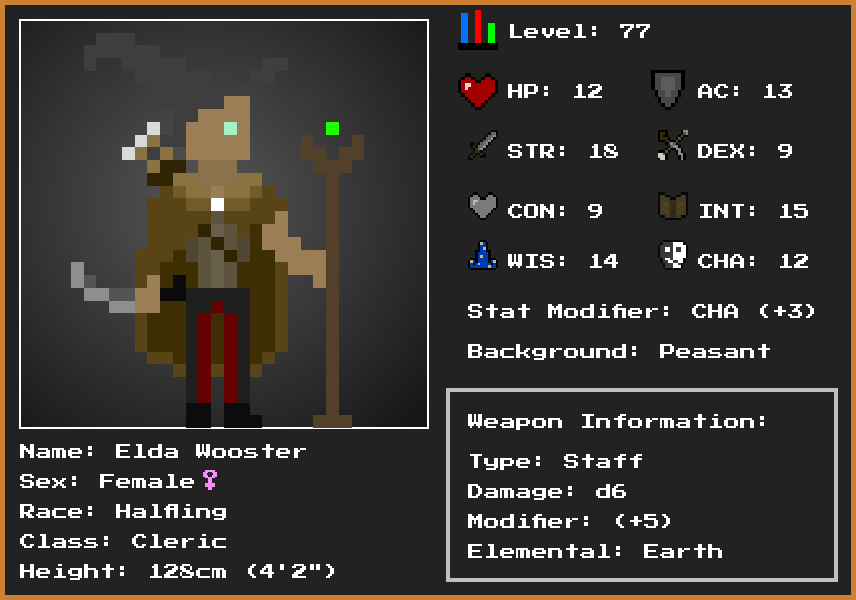 Level: 77
HP: 12
AC: 13
STR: 18
DEX: 9
CON: 9
INT: 15
WIS: 14
CHA: 12
Stat Modifier: CHA (+3)
Background: Peasant
Weapon Information:
Type: Staff
Damage: d6
Modifier: (+5)
Elemental: Earth
Name: Elda Wooster
Sex: Female♀
Race: Halfling
Class: Cleric
Height: 128cm (4'2")